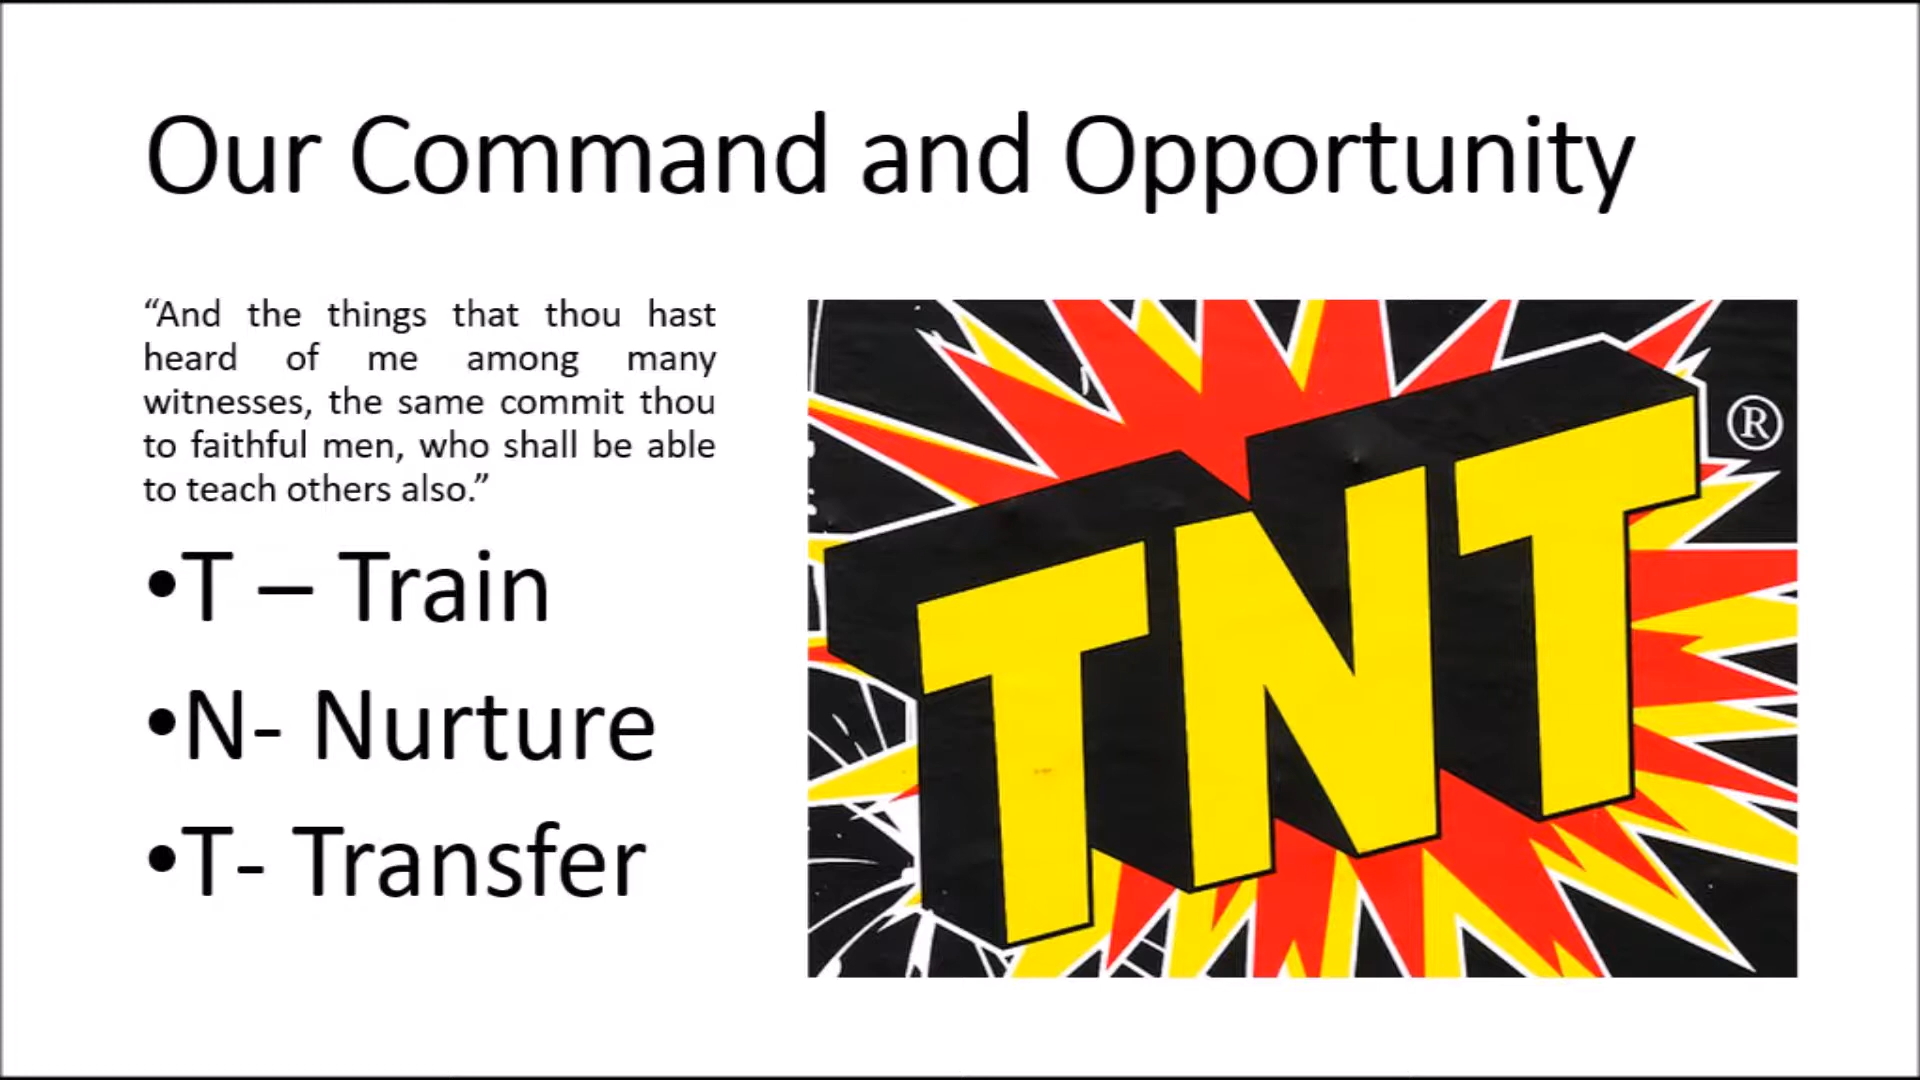 Our Command and Opportunity
“And the things that thou hast
heard of me among many
witnesses, the same commit thou
to faithful men, who shall be able
to teach others also.”
•T – Train
•N- Nurture
•T- Transfer
TNT ®